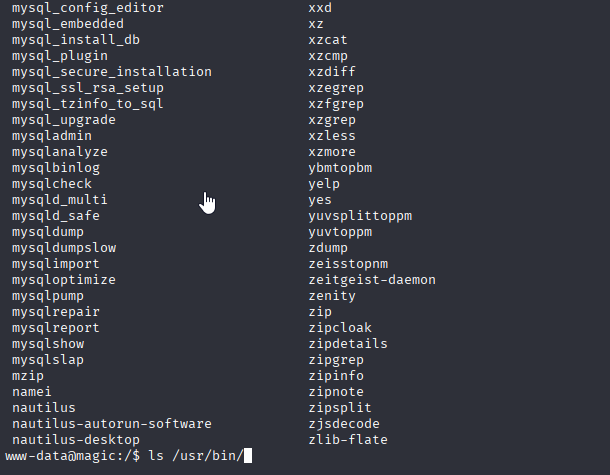 mysql_config_editor xxd
mysql_embedded xz
mysql_install_db xzcat
mysql_plugin xzcmp
mysql_secure_installation xzdiff
mysql_ssl_rsa_setup xzegrep
mysql_tzinfo_to_sql xzfgrep
mysql_upgrade xzgrep
mysqladmin xzless
mysqlanalyze xzmore
mysqlbinlog ybmtopbm
mysqlcheck yelp
mysqld_multi yes
mysqld_safe yuvsplittoppm
mysqldump yuvtoppm
mysqldumpslow zdump
mysqlimport zeisstopnm
mysqloptimize zeitgeist-daemon
mysqlpump zenity
mysqlrepair zip
mysqlreport zipcloak
mysqlshow zipdetails
mysqlslap zipgrep
mzip zipinfo
namei zipnote
nautilus zipsplit
nautilus-autorun-software zjsdecode
nautilus-desktop zlib-flate
www-data@magic:/$ ls /usr/bin/